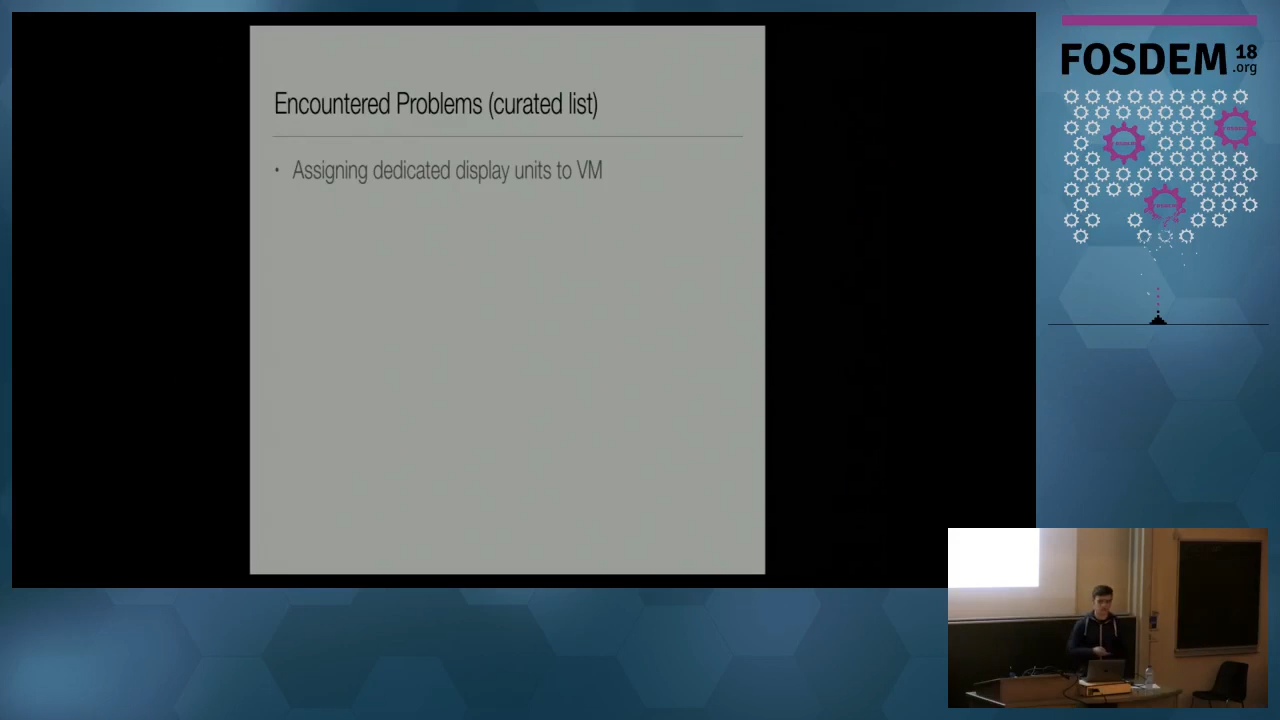 Encountered Problems (curated list)
• Assigning dedicated display units to VM
FOSDEM 18
.org